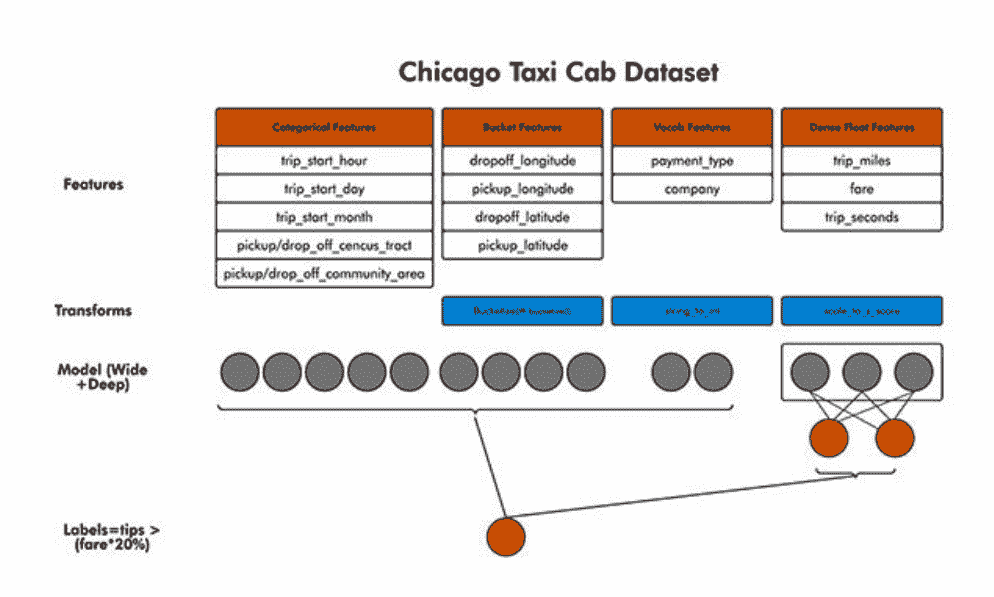 Chicago Taxi Cab Dataset
Categorical Features
Bucket Features
Vocab Features
Dense Float Features
Features
trip_start_hour
dropoff_longitude
payment_type
trip_miles
trip_start_day
pickup_longitude
company
fare
trip_start_month
dropoff_latitude
trip_seconds
pickup/drop_off_cencus_tract
pickup_latitude
pickup/drop_off_community_area
Transforms
string_to_int
scale_to_z_score
Model (Wide
+Deep)
Labels=tips >
(fare*20%)